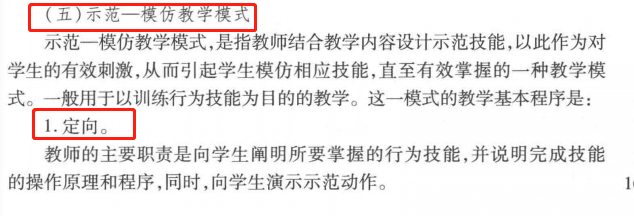 (五)示范—模仿教学模式
示范—模仿教学模式,是指教师结合教学内容设计示范技能,以此作为对
学生的有效刺激,从而引起学生模仿相应技能,直至有效掌握的一种教学模
式。一般用于以训练行为技能为目的的教学。这一模式的教学基本程序是:
1.定向。
教师的主要职责是向学生阐明所要掌握的行为技能,并说明完成技能
的操作原理和程序,同时,向学生演示示范动作。